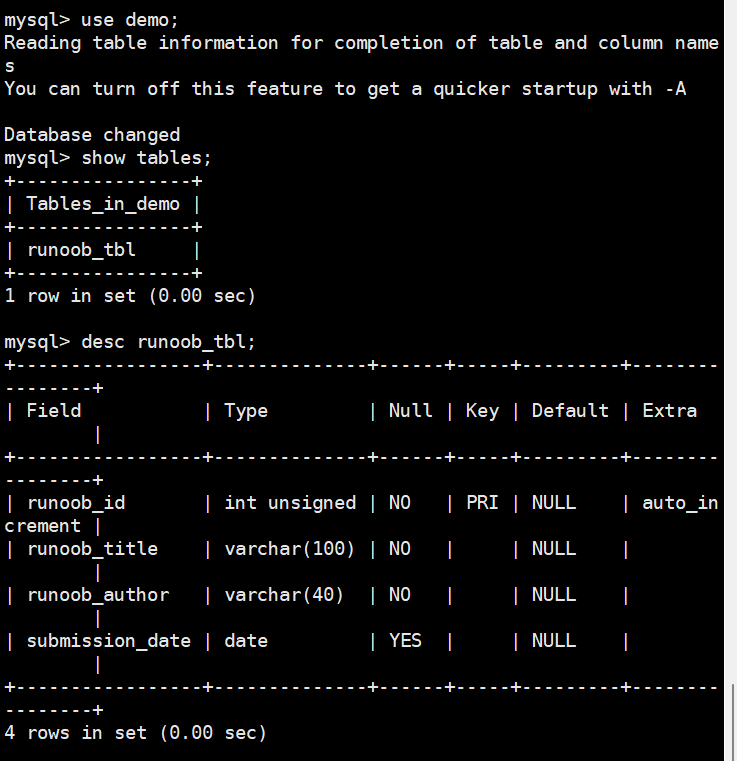 mysql> use demo;
Reading table information for completion of table and column name
s
You can turn off this feature to get a quicker startup with -A

Database changed
mysql> show tables;
+----------------+
| Tables_in_demo |
+----------------+
| runoob_tbl     |
+----------------+
1 row in set (0.00 sec)

mysql> desc runoob_tbl;
+-----------------+--------------+------+-----+---------+--------
--------+
| Field           | Type         | Null | Key | Default | Extra  
        |
+-----------------+--------------+------+-----+---------+--------
--------+
| runoob_id       | int unsigned | NO   | PRI | NULL    | auto_in
crement |
| runoob_title    | varchar(100) | NO   |     | NULL    |        
        |
| runoob_author   | varchar(40)  | NO   |     | NULL    |        
        |
| submission_date | date         | YES  |     | NULL    |        
        |
+-----------------+--------------+------+-----+---------+--------
--------+
4 rows in set (0.00 sec)